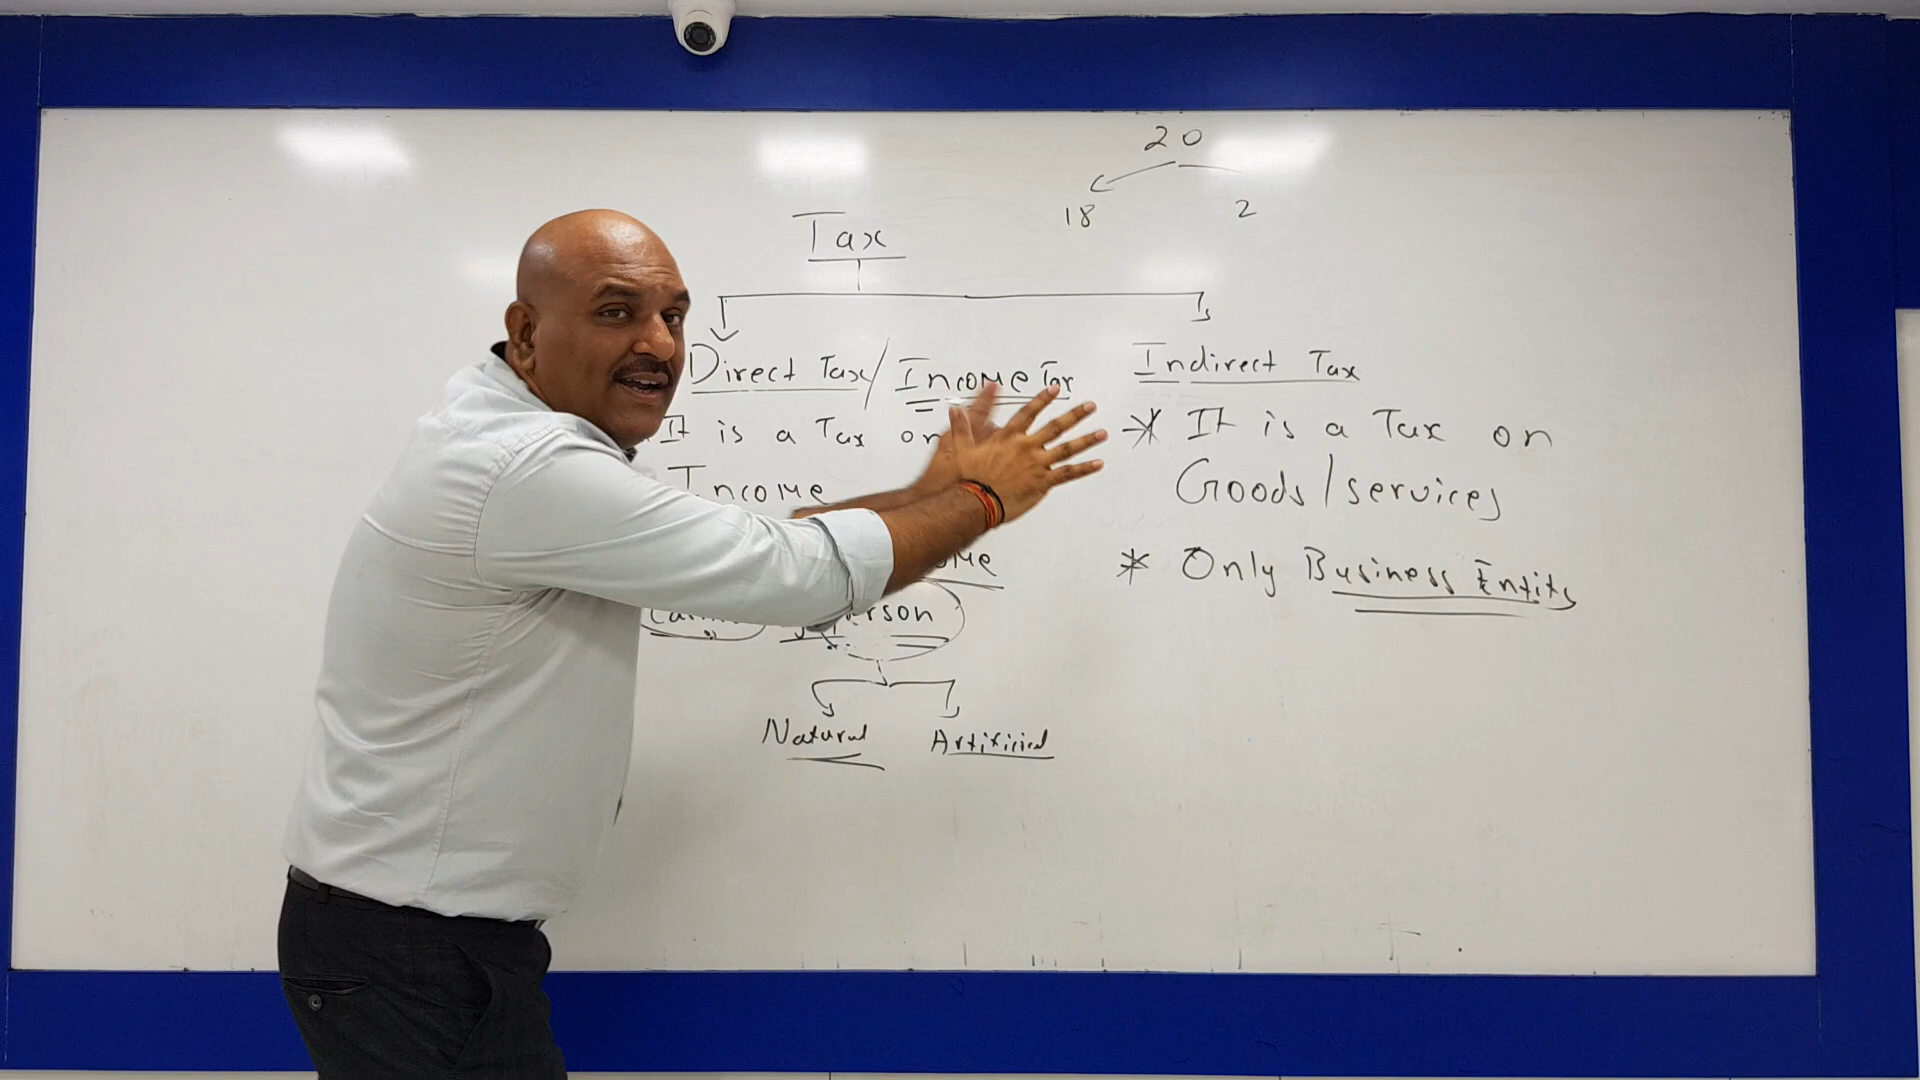 20
18 2
Tax
Direct Tax / Income Tax
It is a Tax on
Income
person
Natural Artificial
Indirect Tax
* It is a Tax on
Goods/services
* Only Business Entity